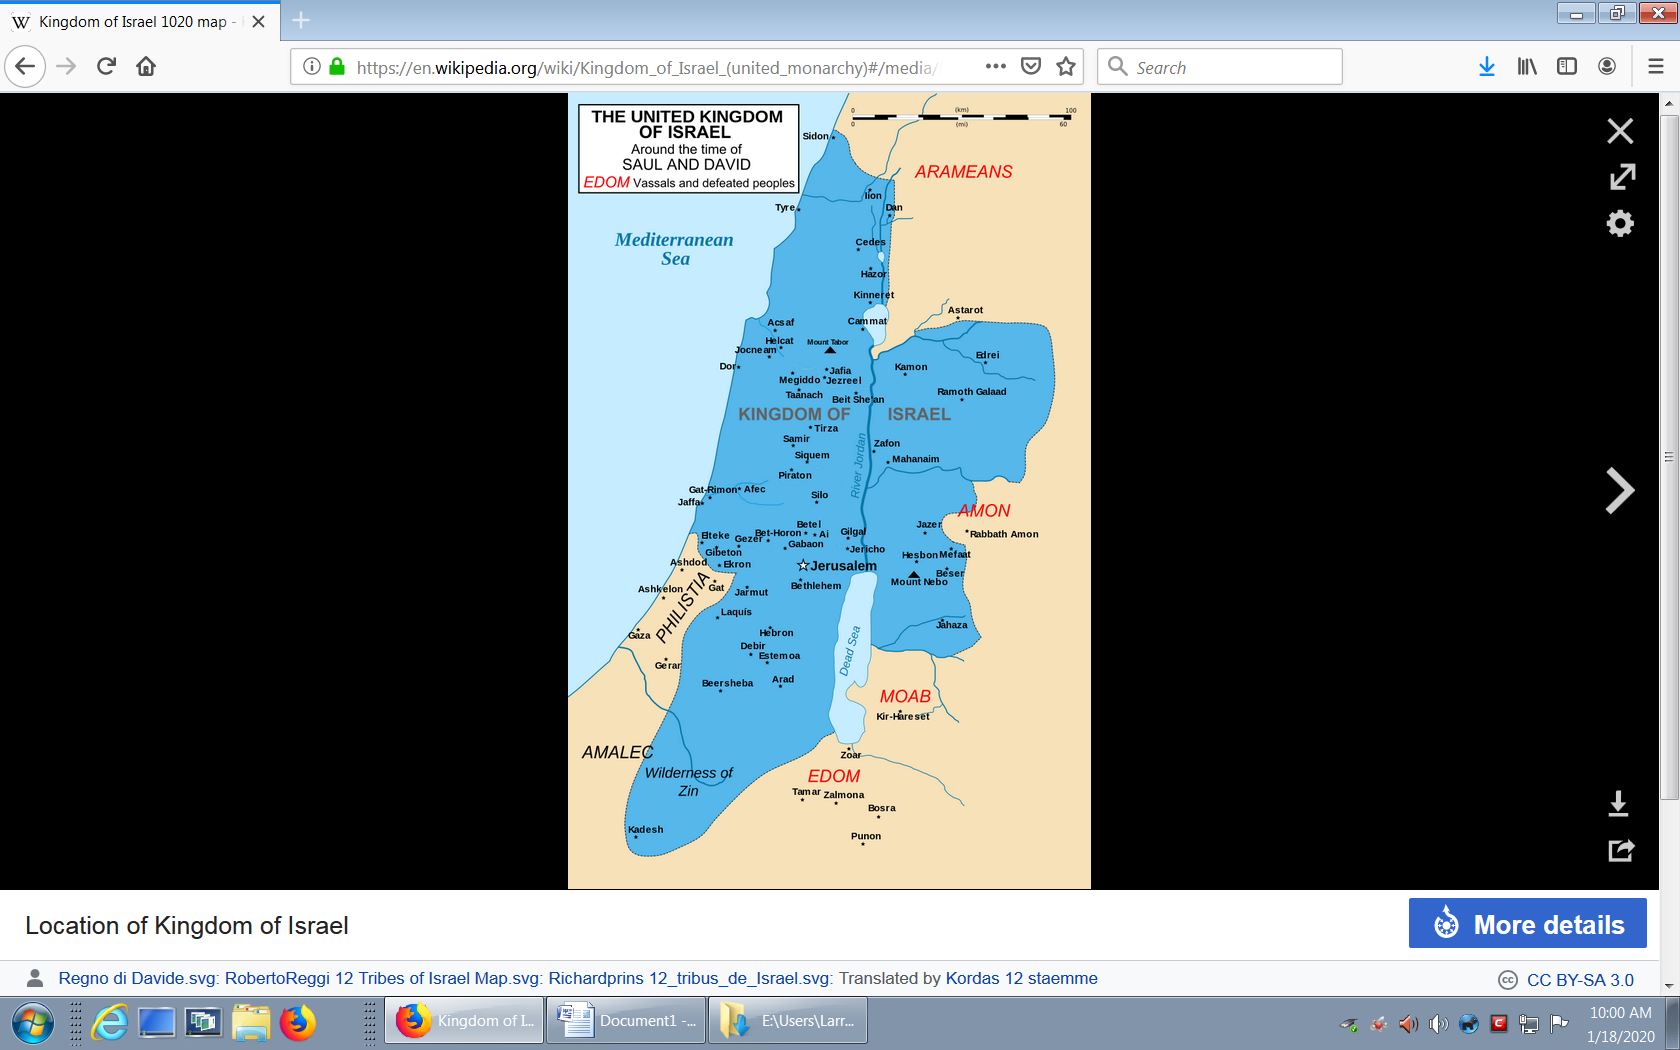 Kingdom of Israel 1020 map -
https://en.wikipedia.org/wiki/Kingdom_of_Israel_(united_monarchy)#/media/
Search
THE UNITED KINGDOM
OF ISRAEL
Around the time of
SAUL AND DAVID
EDOM Vassals and defeated peoples
0 (km) 100
0 (mi) 60
Sidon
ARAMEANS
Iion
Tyre
Dan
Mediterranean
Sea
Cedes
Hazor
Kinneret
Astarot
Acsaf
Cammat
Helcat
Mount Tabor
Jocneam
Edrei
Dor
Jafia
Kamon
Megiddo
Jezreel
Taanach
Beit She'an
Ramoth Galaad
KINGDOM OF ISRAEL
Tirza
Samir
Zafon
Siquem
Mahanaim
Piraton
River Jordan
Gat-Rimon
Afec
Silo
Jaffa
AMON
Betel
Jazer
Elteke
Gezer
Bet-Horon
Ai
Gilgal
Rabbath Amon
Gibeton
Gabaon
Jericho
Hesbon
Mefaat
Ashdod
Ekron
Jerusalem
Beser
Mount Nebo
Ashkelon
Gat
Jarmut
Bethlehem
PHILISTIA
Laquis
Jahaza
Gaza
Hebron
Debir
Estemoa
Dead Sea
Gerar
Beersheba
Arad
MOAB
Kir-Hareset
AMALEC
Zoar
Wilderness of
Zin
EDOM
Tamar
Zalmona
Bosra
Kadesh
Punon
Location of Kingdom of Israel
More details
Regno di Davide.svg: RobertoReggi 12 Tribes of Israel Map.svg: Richardprins 12_tribus_de_Israel.svg: Translated by Kordas 12 staemme
CC BY-SA 3.0
Kingdom of I...
Document1 -...
E:\Users\Larr...
10:00 AM
1/18/2020